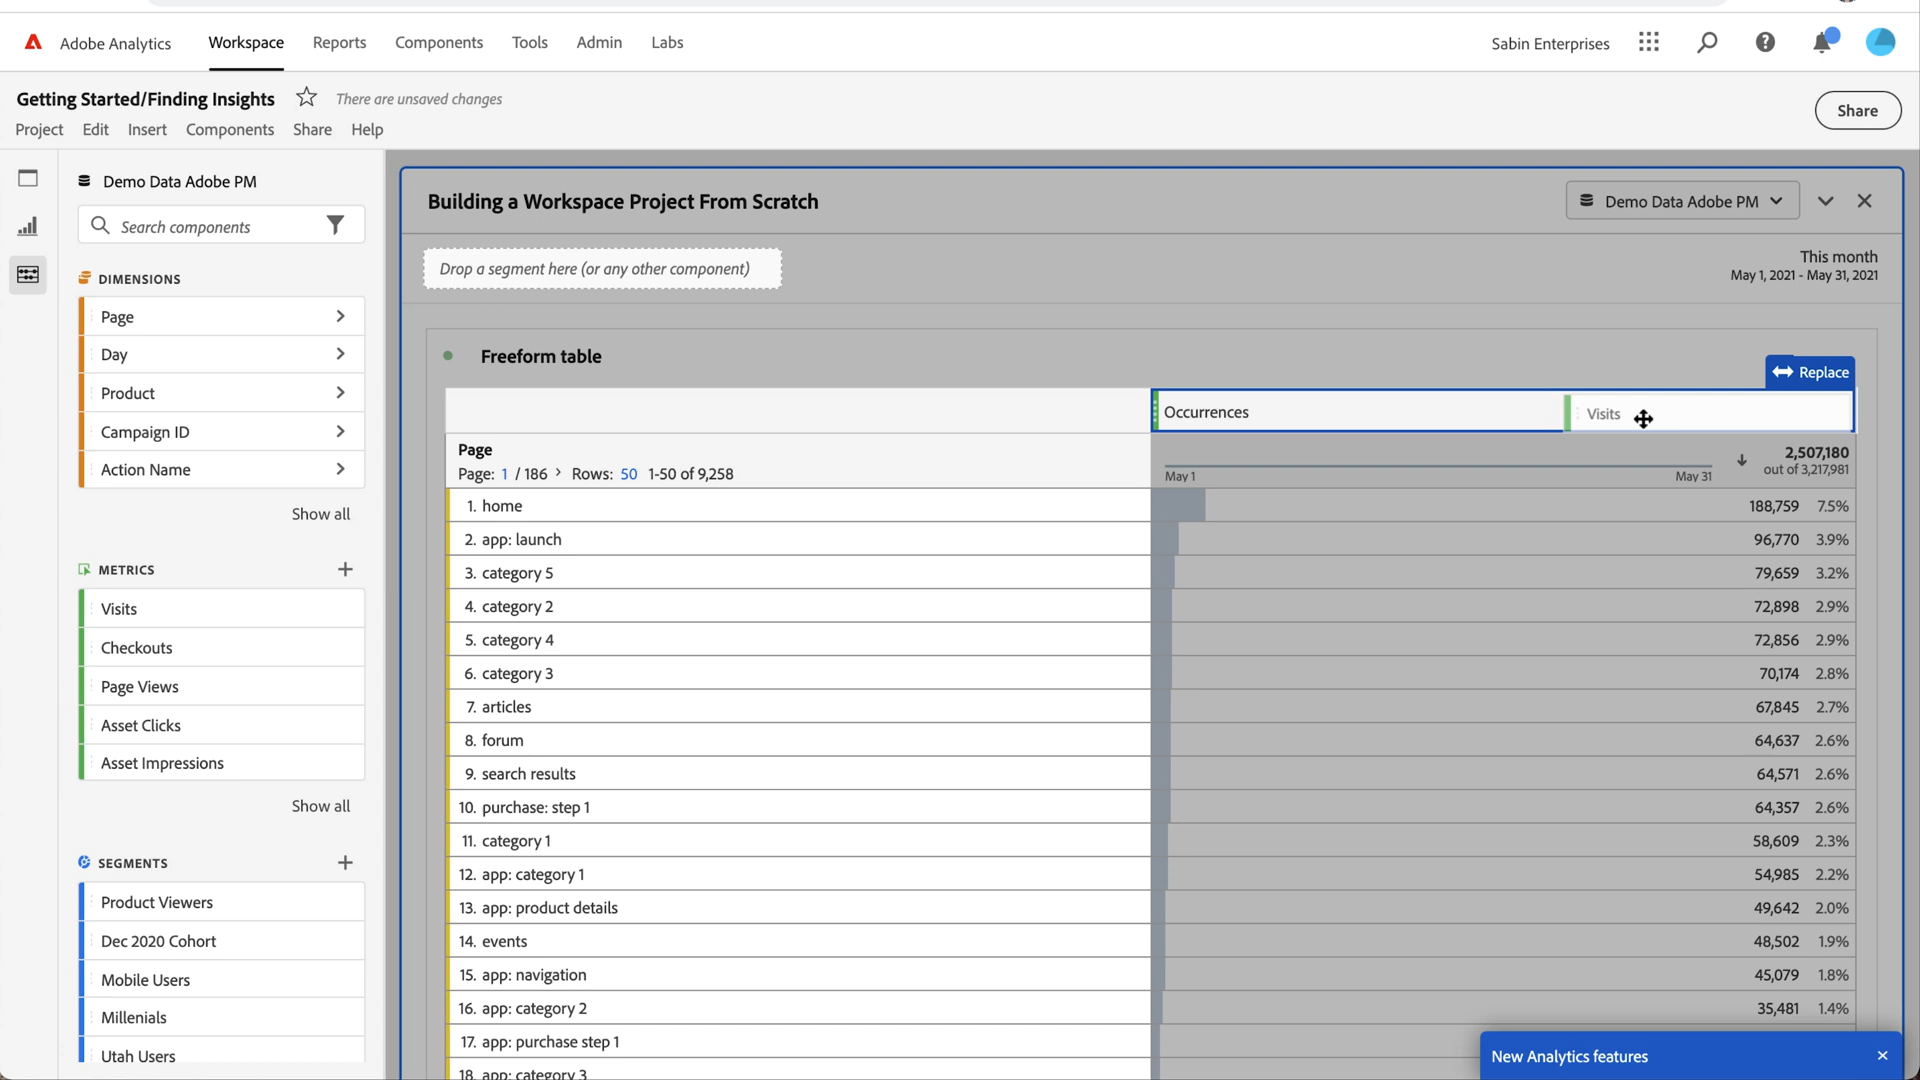 Adobe Analytics
Workspace
Reports
Components
Tools
Admin
Labs
Sabin Enterprises
Getting Started/Finding Insights
There are unsaved changes
Project
Edit
Insert
Components
Share
Help
Share
Demo Data Adobe PM
Search components
DIMENSIONS
Page
Day
Product
Campaign ID
Action Name
Show all
METRICS
Visits
Checkouts
Page Views
Asset Clicks
Asset Impressions
Show all
SEGMENTS
Product Viewers
Dec 2020 Cohort
Mobile Users
Millenials
Utah Users
Building a Workspace Project From Scratch
Demo Data Adobe PM
Drop a segment here (or any other component)
This month
May 1, 2021 - May 31, 2021
Freeform table
Replace
Occurrences
Visits
Page
Page: 1 / 186 > Rows: 50 1-50 of 9,258
May 1
May 31
2,507,180
out of 3,217,981
1. home 188,759 7.5%
2. app: launch 96,770 3.9%
3. category 5 79,659 3.2%
4. category 2 72,898 2.9%
5. category 4 72,856 2.9%
6. category 3 70,174 2.8%
7. articles 67,845 2.7%
8. forum 64,637 2.6%
9. search results 64,571 2.6%
10. purchase: step 1 64,357 2.6%
11. category 1 58,609 2.3%
12. app: category 1 54,985 2.2%
13. app: product details 49,642 2.0%
14. events 48,502 1.9%
15. app: navigation 45,079 1.8%
16. app: category 2 35,481 1.4%
17. app: purchase step 1
18. app: category 3
New Analytics features